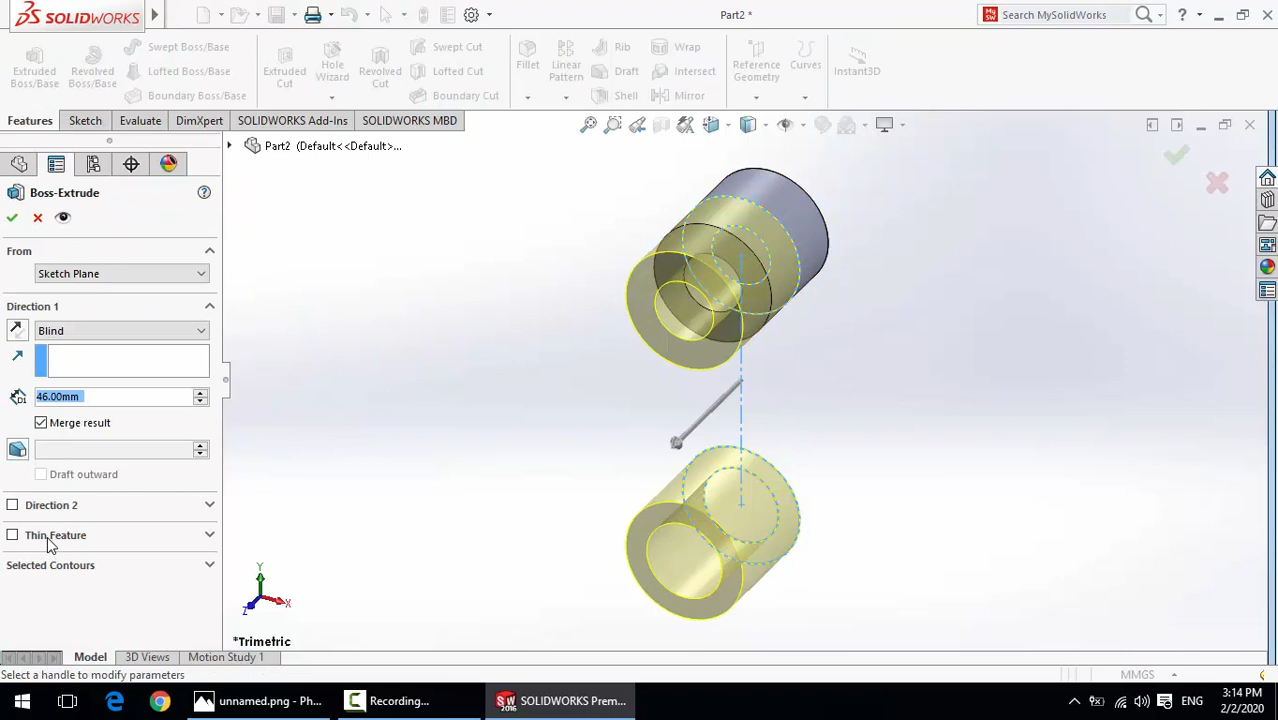 SOLIDWORKS
Part2 *
Search MySolidWorks
Extruded Boss/Base
Revolved Boss/Base
Swept Boss/Base
Lofted Boss/Base
Boundary Boss/Base
Extruded Cut
Hole Wizard
Revolved Cut
Swept Cut
Lofted Cut
Boundary Cut
Fillet
Linear Pattern
Rib
Draft
Shell
Wrap
Intersect
Mirror
Reference Geometry
Curves
Instant3D
Features
Sketch
Evaluate
DimXpert
SOLIDWORKS Add-Ins
SOLIDWORKS MBD
Part2 (Default<<Default>...
Boss-Extrude
From
Sketch Plane
Direction 1
Blind
46.00mm
Merge result
Draft outward
Direction 2
Thin Feature
Selected Contours
Y
X
Z
*Trimetric
Model
3D Views
Motion Study 1
Select a handle to modify parameters
MMGS
unnamed.png - Ph...
Recording...
SOLIDWORKS Prem...
ENG
3:14 PM
2/2/2020